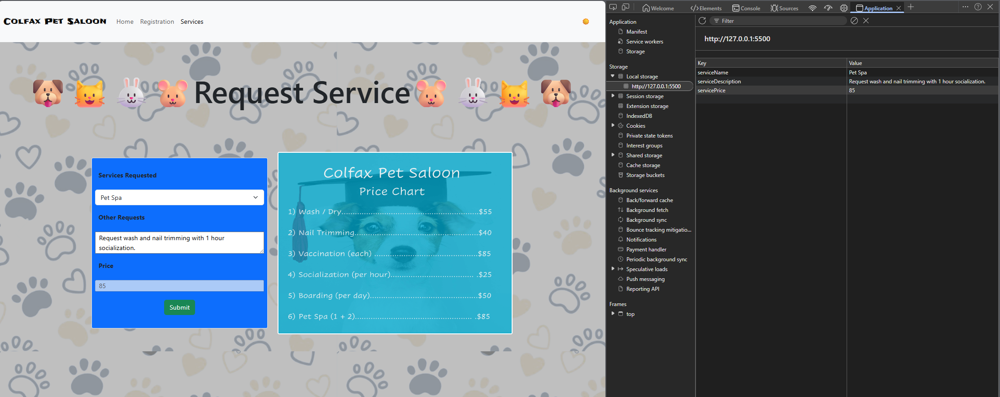 Colfax Pet Saloon
Home
Registration
Services
Request Service
Services Requested
Pet Spa
Other Requests
Request wash and nail trimming with 1 hour
socialization.
Price
85
Submit
Colfax Pet Saloon
Price Chart
1) Wash / Dry.............................................................$55
2) Nail Trimming.......................................................$40
3) Vaccination (each) ..............................................$85
4) Socialization (per hour)..................................... .$25
5) Boarding (per day)................................................$50
6) Pet Spa (1 + 2).................................................... .$85
Welcome
Elements
Console
Sources
Application
Filter
Application
Manifest
Service workers
Storage
Storage
Local storage
http://127.0.0.1:5500
Session storage
Extension storage
IndexedDB
Cookies
Private state tokens
Interest groups
Shared storage
Cache storage
Storage buckets
Background services
Back/forward cache
Background fetch
Background sync
Bounce tracking mitigatio...
Notifications
Payment handler
Periodic background sync
Speculative loads
Push messaging
Reporting API
Frames
top
http://127.0.0.1:5500
Key Value
serviceName Pet Spa
serviceDescription Request wash and nail trimming with 1 hour socialization.
servicePrice 85